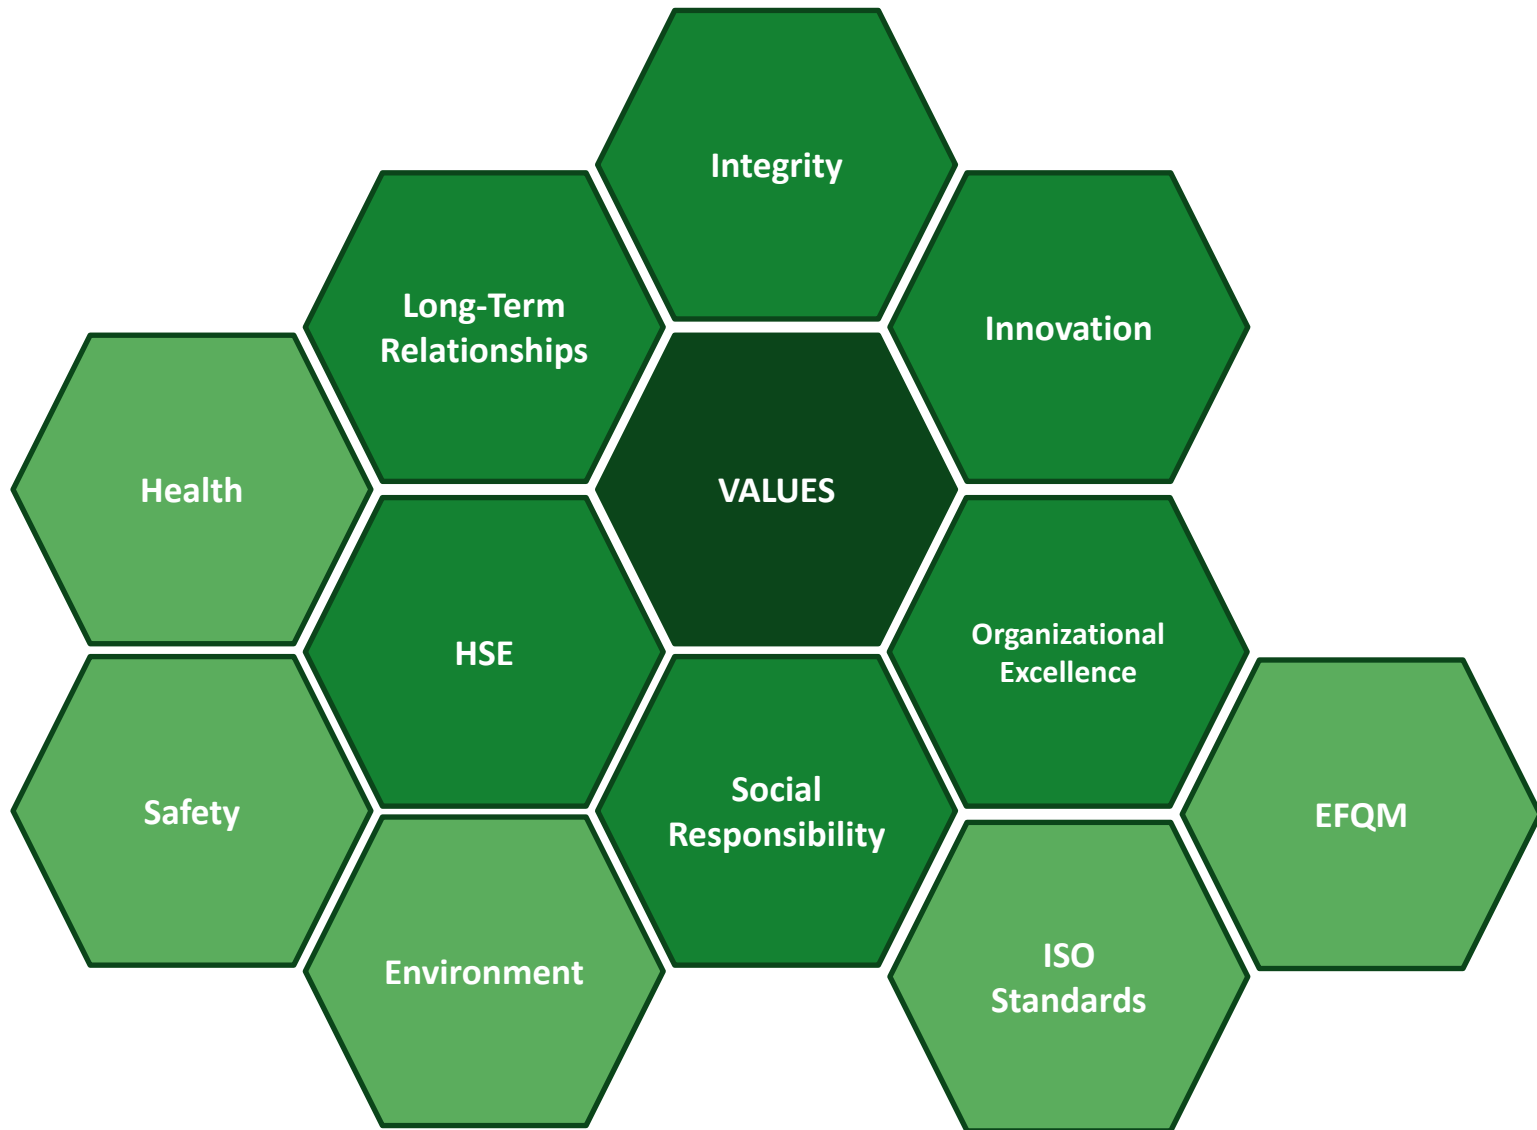 Integrity
Long-Term
Relationships
Innovation
Health
VALUES
HSE
Organizational
Excellence
Safety
Social
Responsibility
EFQM
Environment
ISO
Standards